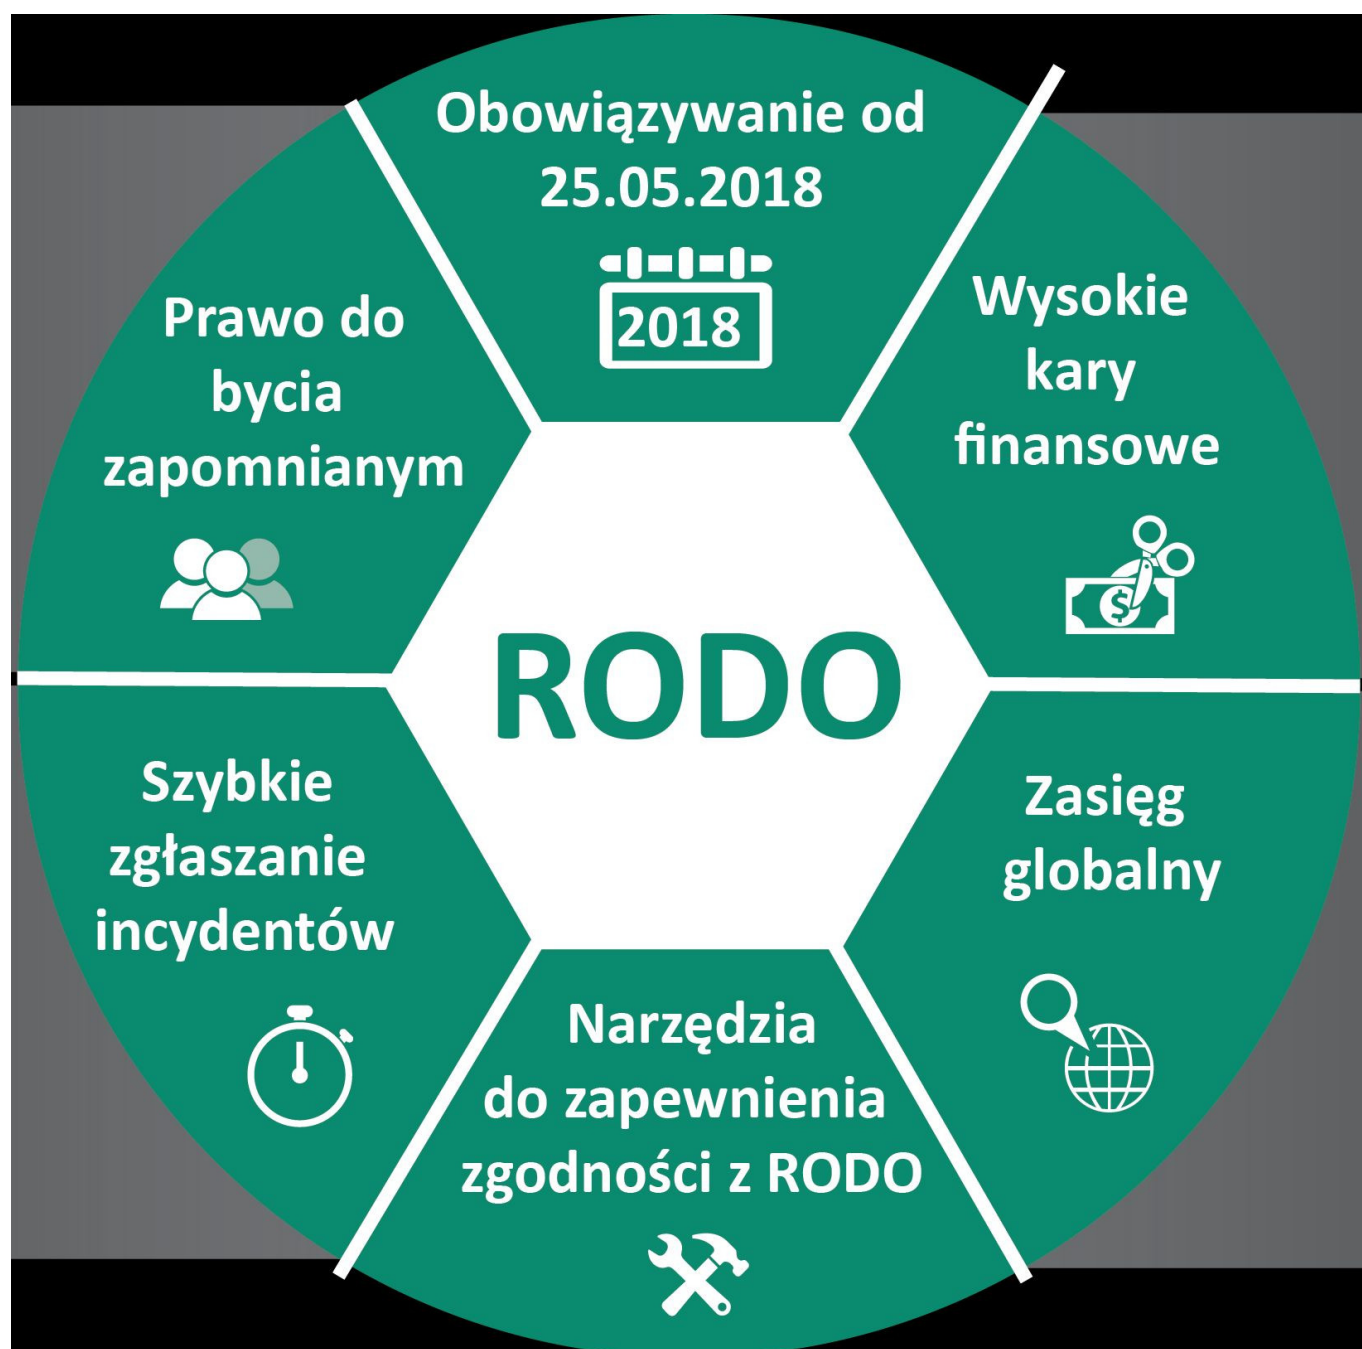 Obowiązywanie od
25.05.2018
2018
Wysokie
kary
finansowe
$
Zasięg
globalny
Narzędzia
do zapewnienia
zgodności z RODO
Szybkie
zgłaszanie
incydentów
Prawo do
bycia
zapomnianym
RODO